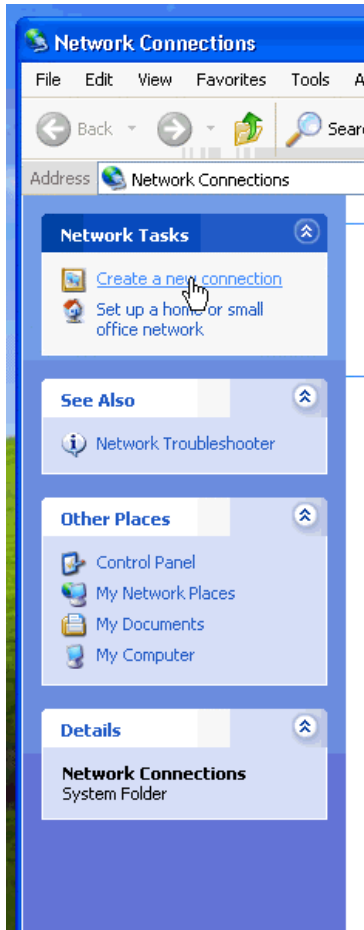 Network Connections
File Edit View Favorites Tools
Back
Address Network Connections
Network Tasks
Create a new connection
Set up a home or small
office network
See Also
Network Troubleshooter
Other Places
Control Panel
My Network Places
My Documents
My Computer
Details
Network Connections
System Folder